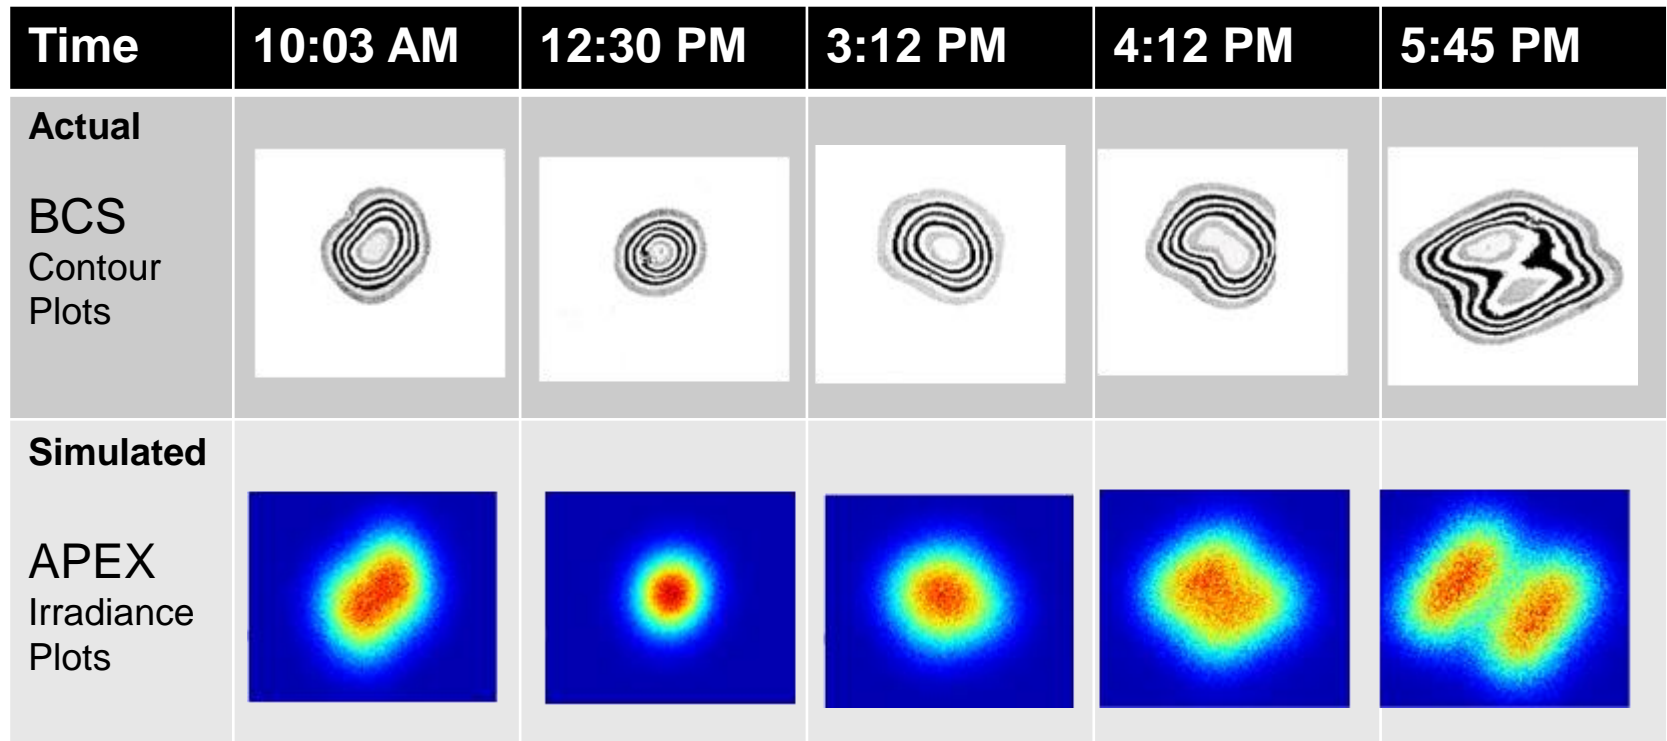 Time 10:03 AM 12:30 PM 3:12 PM 4:12 PM 5:45 PM
Actual
BCS
Contour
Plots
Simulated
APEX
Irradiance
Plots